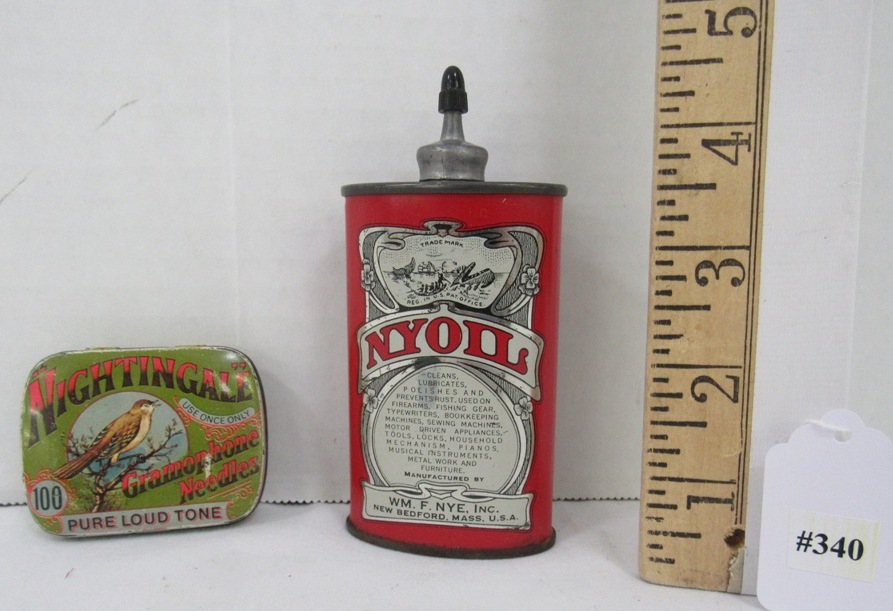 "NIGHTINGALE"
USE ONCE ONLY
Gramophone
Needles
100
PURE LOUD TONE
TRADE MARK
REG. IN U.S. PAT. OFFICE
NYOIL
CLEANS,
LUBRICATES,
POLISHES AND
PREVENTS RUST. USED ON
FIREARMS, FISHING GEAR,
TYPEWRITERS, BOOKKEEPING
MACHINES, SEWING MACHINES,
MOTOR DRIVEN APPLIANCES,
TOOLS, LOCKS, HOUSEHOLD
MECHANISM, PIANOS,
MUSICAL INSTRUMENTS,
METAL WORK AND
FURNITURE.
MANUFACTURED BY
WM. F. NYE, INC.
NEW BEDFORD, MASS, U.S.A.
5
4
3
2
1
#340